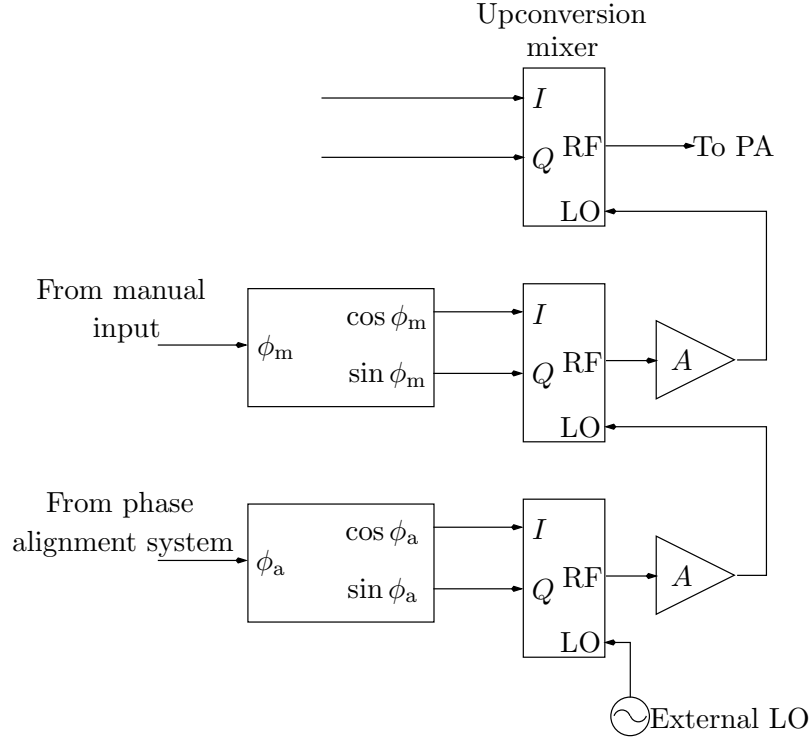 Upconversion
mixer
I
Q
RF
LO
To PA
From manual
input
ϕm
cos ϕm
sin ϕm
I
Q
RF
LO
A
From phase
alignment system
ϕa
cos ϕa
sin ϕa
I
Q
RF
LO
A
External LO